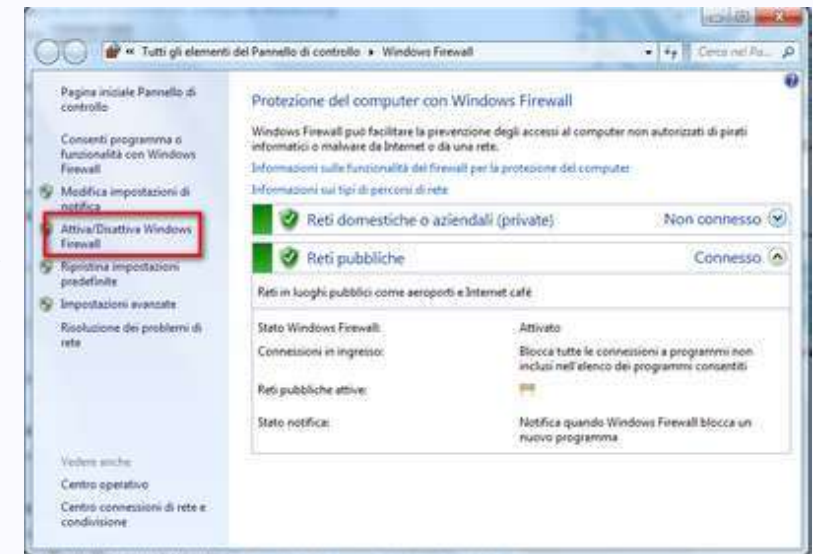 « Tutti gli elementi del Pannello di controllo ▸ Windows Firewall
Cerca nel Pa...
Pagina iniziale Pannello di
controllo
Consenti programma o
funzionalità con Windows
Firewall
Modifica impostazioni di
notifica
Attiva/Disattiva Windows
Firewall
Ripristina impostazioni
predefinite
Impostazioni avanzate
Risoluzione dei problemi di
rete
Vedere anche
Centro operativo
Centro connessioni di rete e
condivisione
Protezione del computer con Windows Firewall
Windows Firewall può facilitare la prevenzione degli accessi al computer non autorizzati di pirati
informatici o malware da Internet o da una rete.
Informazioni sulle funzionalità del firewall per la protezione del computer
Informazioni sui tipi di percorsi di rete
Reti domestiche o aziendali (private) Non connesso
Reti pubbliche Connesso
Reti in luoghi pubblici come aeroporti e Internet café
Stato Windows Firewall: Attivato
Connessioni in ingresso: Blocca tutte le connessioni a programmi non
inclusi nell'elenco dei programmi consentiti
Reti pubbliche attive:
Stato notifica: Notifica quando Windows Firewall blocca un
nuovo programma